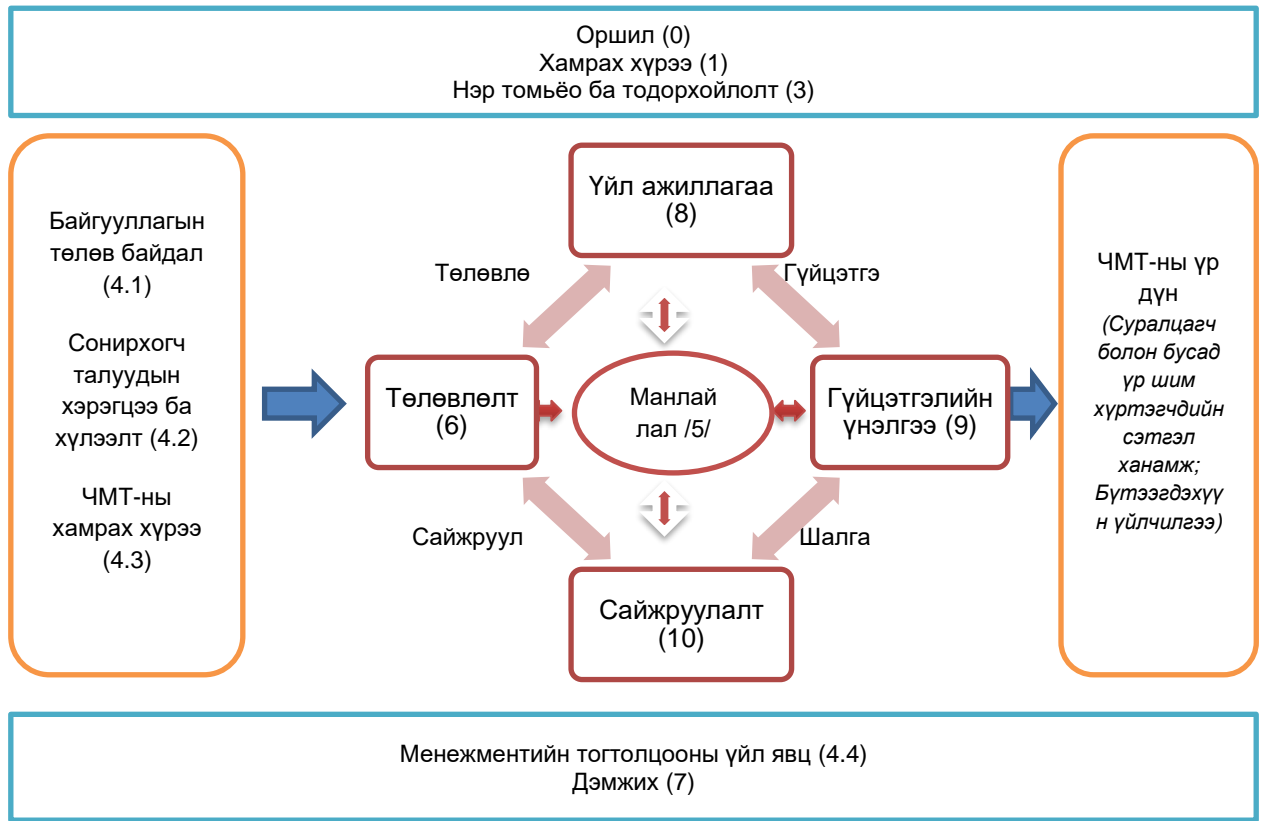 Оршил (0)
Хамрах хүрээ (1)
Нэр томьёо ба тодорхойлолт (3)
Байгууллагын
төлөв байдал
(4.1)
Сонирхогч
талуудын
хэрэгцээ ба
хүлээлт (4.2)
ЧМТ-ны
хамрах хүрээ
(4.3)
Үйл ажиллагаа
(8)
Төлөвлө
Гүйцэтгэ
Төлөвлөлт
(6)
Манлай
лал /5/
Гүйцэтгэлийн
үнэлгээ (9)
Сайжруул
Шалга
Сайжруулалт
(10)
ЧМТ-ны үр
дүн
(Суралцагч
болон бусад
үр шим
хүртэгчдийн
сэтгэл
ханамж;
Бүтээгдэхүү
н үйлчилгээ)
Менежментийн тогтолцооны үйл явц (4.4)
Дэмжих (7)